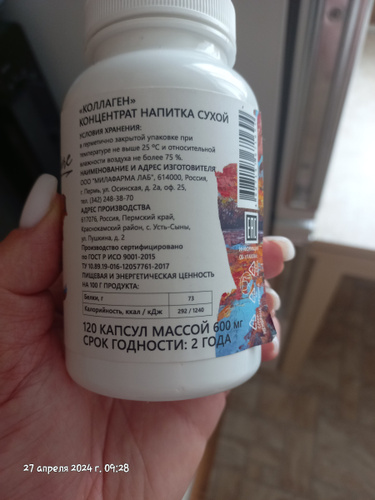 «КОЛЛАГЕН»
КОНЦЕНТРАТ НАПИТКА СУХОЙ
УСЛОВИЯ ХРАНЕНИЯ:
в герметично закрытой упаковке при
температуре не выше 25 °С и относительной
влажности воздуха не более 75 %.
НАИМЕНОВАНИЕ И АДРЕС ИЗГОТОВИТЕЛЯ
ООО "МИЛАФАРМА ЛАБ", 614000, Россия,
г. Пермь, ул. Осинская, д. 2а, оф. 25,
тел. (342) 248-38-70
АДРЕС ПРОИЗВОДСТВА
617076, Россия, Пермский край,
Краснокамский район, с. Усть-Сыны,
ул. Пушкина, д. 2
Производство сертифицировано
по ГОСТ Р ИСО 9001-2015
ТУ 10.89.19-016-12057761-2017
ПИЩЕВАЯ И ЭНЕРГЕТИЧЕСКАЯ ЦЕННОСТЬ
НА 100 Г ПРОДУКТА:
Белки, г 73
Калорийность, ккал / кДж 292 / 1240
120 КАПСУЛ МАССОЙ 600 мг
СРОК ГОДНОСТИ: 2 ГОДА
EAC
27 апреля 2024 г., 09:28